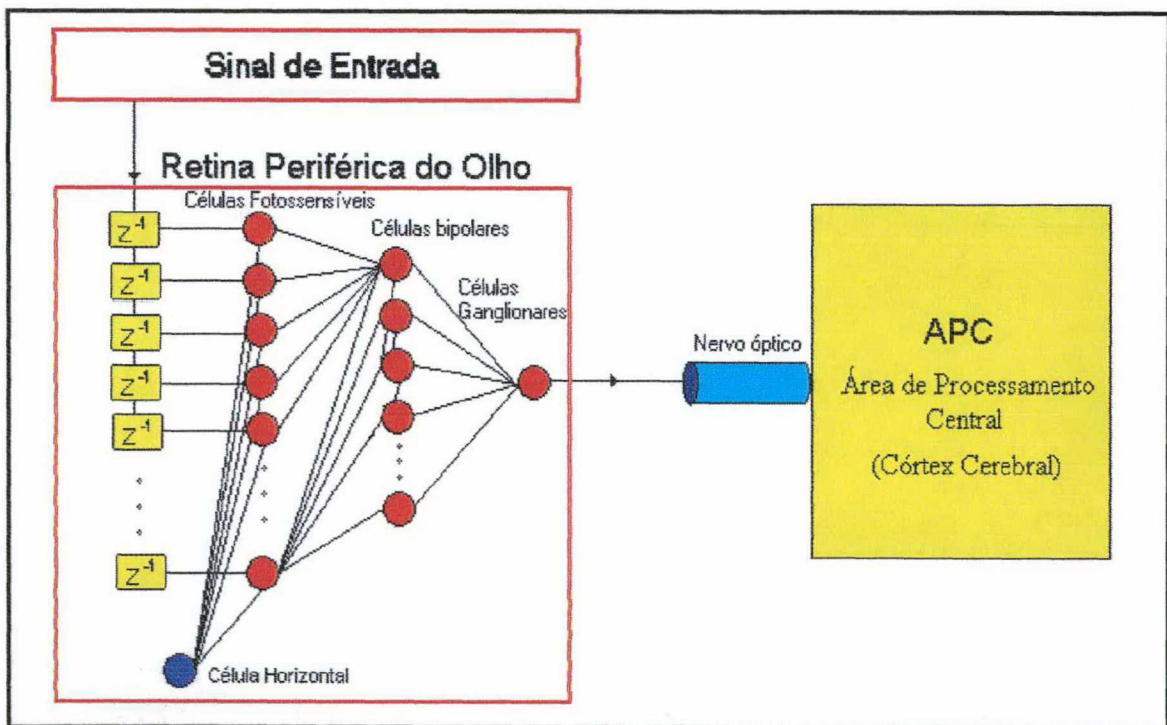 Sinal de Entrada
Retina Periférica do Olho
Células Fotossensíveis
Células bipolares
Células
Ganglionares
Z⁻¹
Z⁻¹
Z⁻¹
Z⁻¹
Z⁻¹
Z⁻¹
Célula Horizontal
Nervo óptico
APC
Área de Processamento
Central
(Córtex Cerebral)